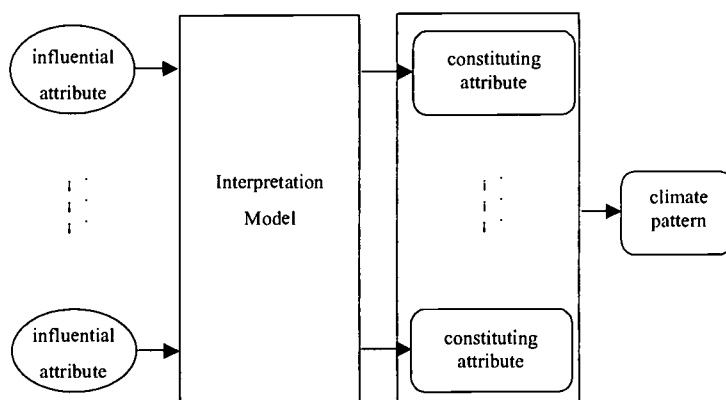 influential
attribute
constituting
attribute
Interpretation
Model
climate
pattern
influential
attribute
constituting
attribute